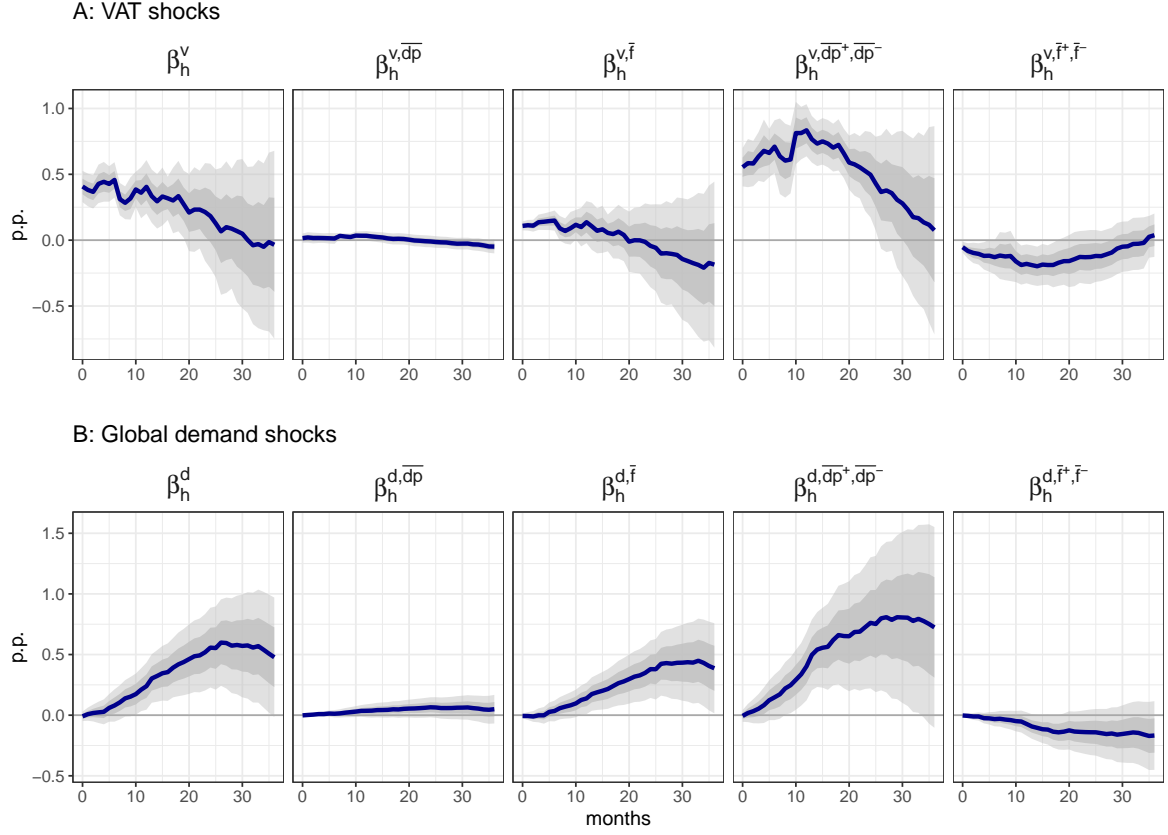 A: VAT shocks
β_h^v β_h^{v,\overline{dp}} β_h^{v,\bar{f}} β_h^{v,\overline{dp}^+,\overline{dp}^-} β_h^{v,\bar{f}^+,\bar{f}^-}
1.0
0.5
0.0
−0.5
p.p.
0 10 20 30 0 10 20 30 0 10 20 30 0 10 20 30 0 10 20 30
B: Global demand shocks
β_h^d β_h^{d,\overline{dp}} β_h^{d,\bar{f}} β_h^{d,\overline{dp}^+,\overline{dp}^-} β_h^{d,\bar{f}^+,\bar{f}^-}
1.5
1.0
0.5
0.0
−0.5
p.p.
0 10 20 30 0 10 20 30 0 10 20 30 0 10 20 30 0 10 20 30
months